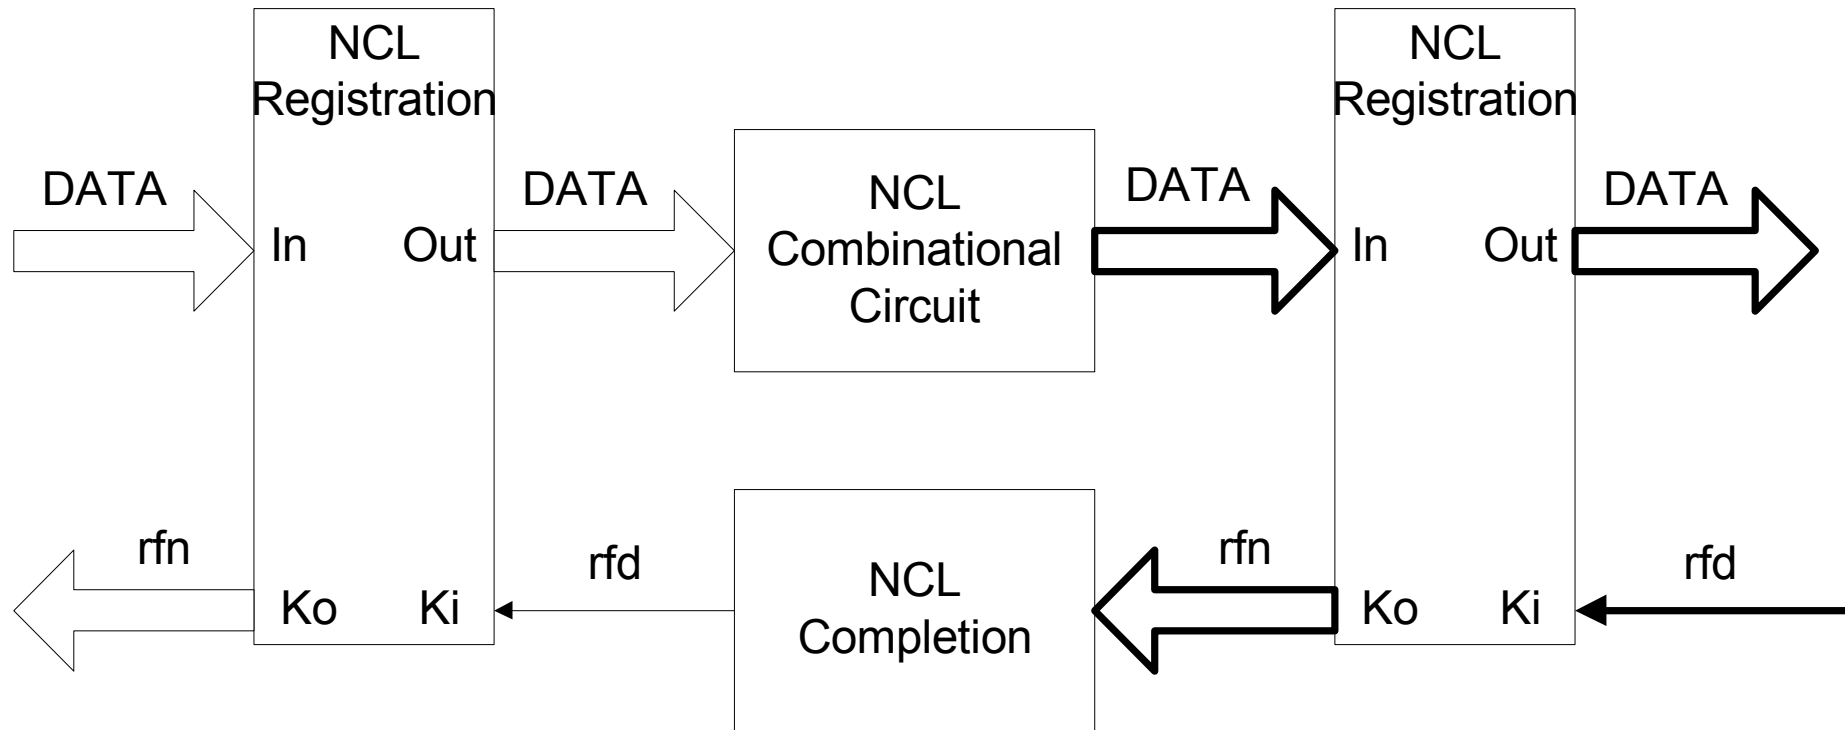 NCL
Registration
NCL
Registration
DATA
DATA
NCL
Combinational
Circuit
DATA
DATA
In
Out
In
Out
rfn
rfd
NCL
Completion
rfn
rfd
Ko
Ki
Ko
Ki